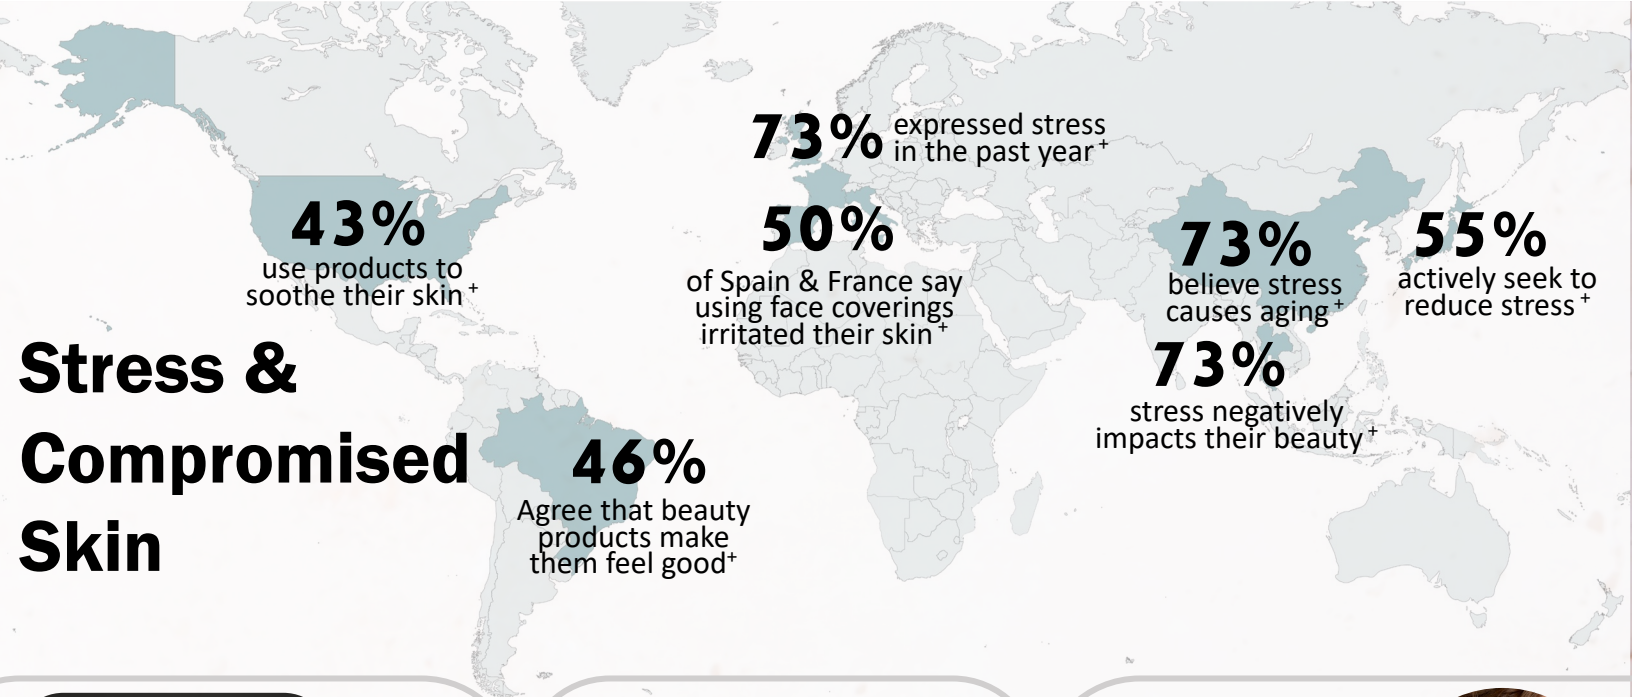 73% expressed stress
in the past year+
43%
use products to
soothe their skin+
50%
of Spain & France say
using face coverings
irritated their skin+
73%
believe stress
causes aging+
55%
actively seek to
reduce stress+
73%
stress negatively
impacts their beauty+
Stress &
Compromised
Skin
46%
Agree that beauty
products make
them feel good+